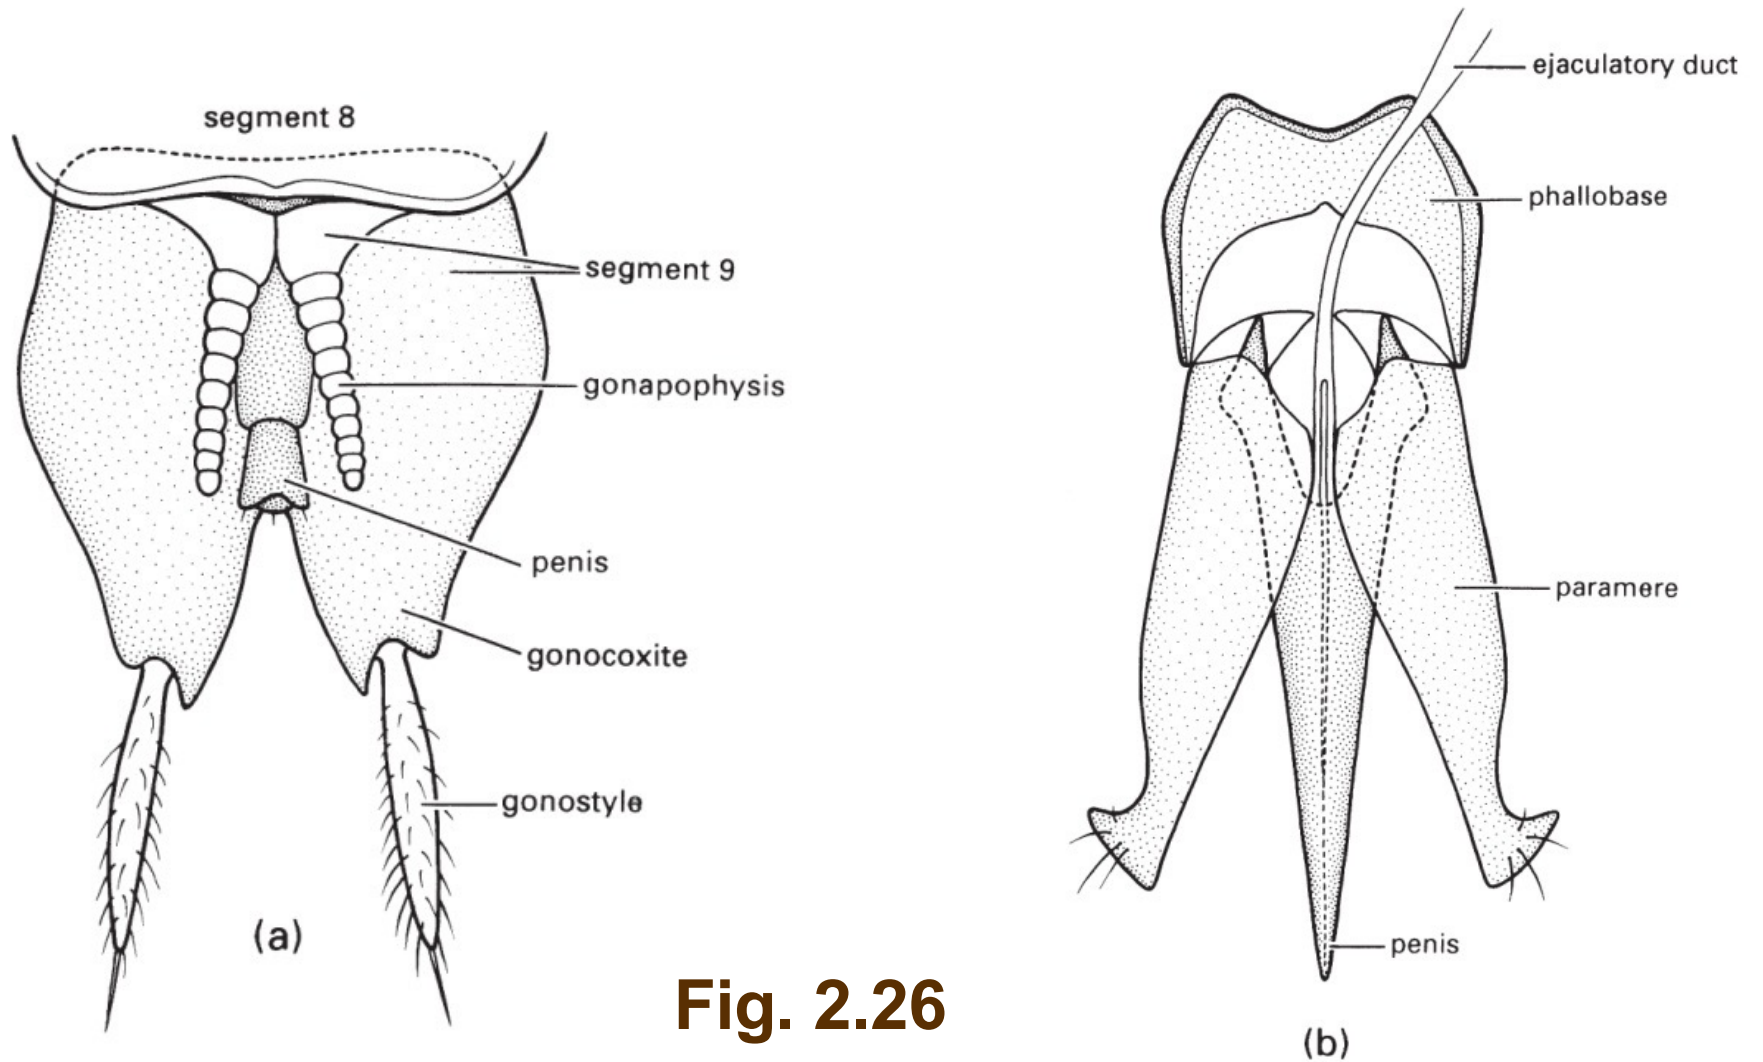 segment 8
segment 9
gonapophysis
penis
gonocoxite
gonostyle
(a)
ejaculatory duct
phallobase
paramere
penis
(b)
Fig. 2.26